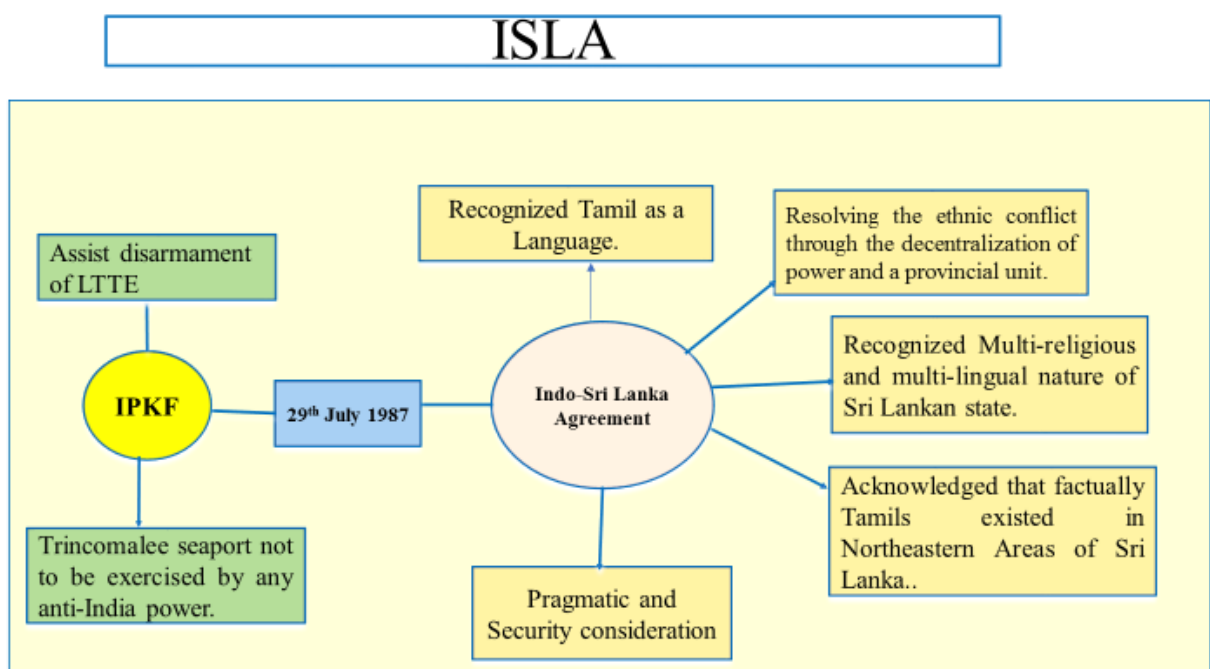 ISLA
Recognized Tamil as a
Language.
Resolving the ethnic conflict
through the decentralization of
power and a provincial unit.
Assist disarmament
of LTTE
Recognized Multi-religious
and multi-lingual nature of
Sri Lankan state.
IPKF
29th July 1987
Indo-Sri Lanka
Agreement
Acknowledged that factually
Tamils existed in
Northeastern Areas of Sri
Lanka..
Trincomalee seaport not
to be exercised by any
anti-India power.
Pragmatic and
Security consideration